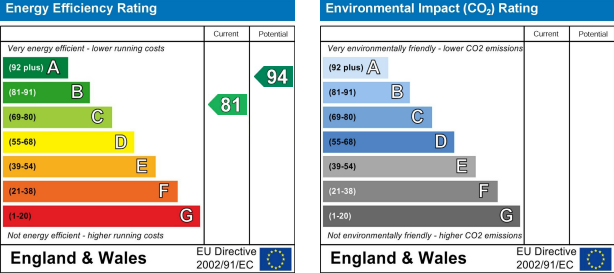 Energy Efficiency Rating
Current Potential
Very energy efficient - lower running costs
(92 plus) A
(81-91) B
(69-80) C
(55-68) D
(39-54) E
(21-38) F
(1-20) G
81
94
Not energy efficient - higher running costs
England & Wales
EU Directive
2002/91/EC
Environmental Impact (CO2) Rating
Current Potential
Very environmentally friendly - lower CO2 emissions
(92 plus) A
(81-91) B
(69-80) C
(55-68) D
(39-54) E
(21-38) F
(1-20) G
Not environmentally friendly - higher CO2 emissions
England & Wales
EU Directive
2002/91/EC